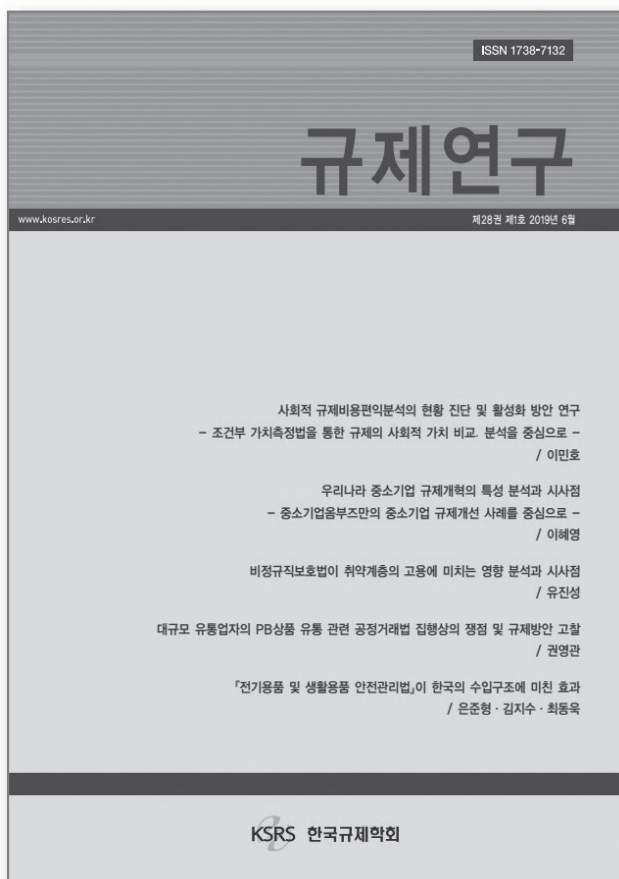 ISSN 1738-7132
규제연구
www.kosres.or.kr
제28권 제1호 2019년 6월
사회적 규제비용편익분석의 현황 진단 및 활성화 방안 연구
- 조건부 가치측정법을 통한 규제의 사회적 가치 비교. 분석을 중심으로 -
/ 이민호
우리나라 중소기업 규제개혁의 특성 분석과 시사점
- 중소기업옴부즈만의 중소기업 규제개선 사례를 중심으로 -
/ 이혜영
비정규직보호법이 취약계층의 고용에 미치는 영향 분석과 시사점
/ 유진성
대규모 유통업자의 PB상품 유통 관련 공정거래법 집행상의 쟁점 및 규제방안 고찰
/ 권영관
『전기용품 및 생활용품 안전관리법』이 한국의 수입구조에 미친 효과
/ 은준형 · 김지수 · 최동욱
KSRS 한국규제학회